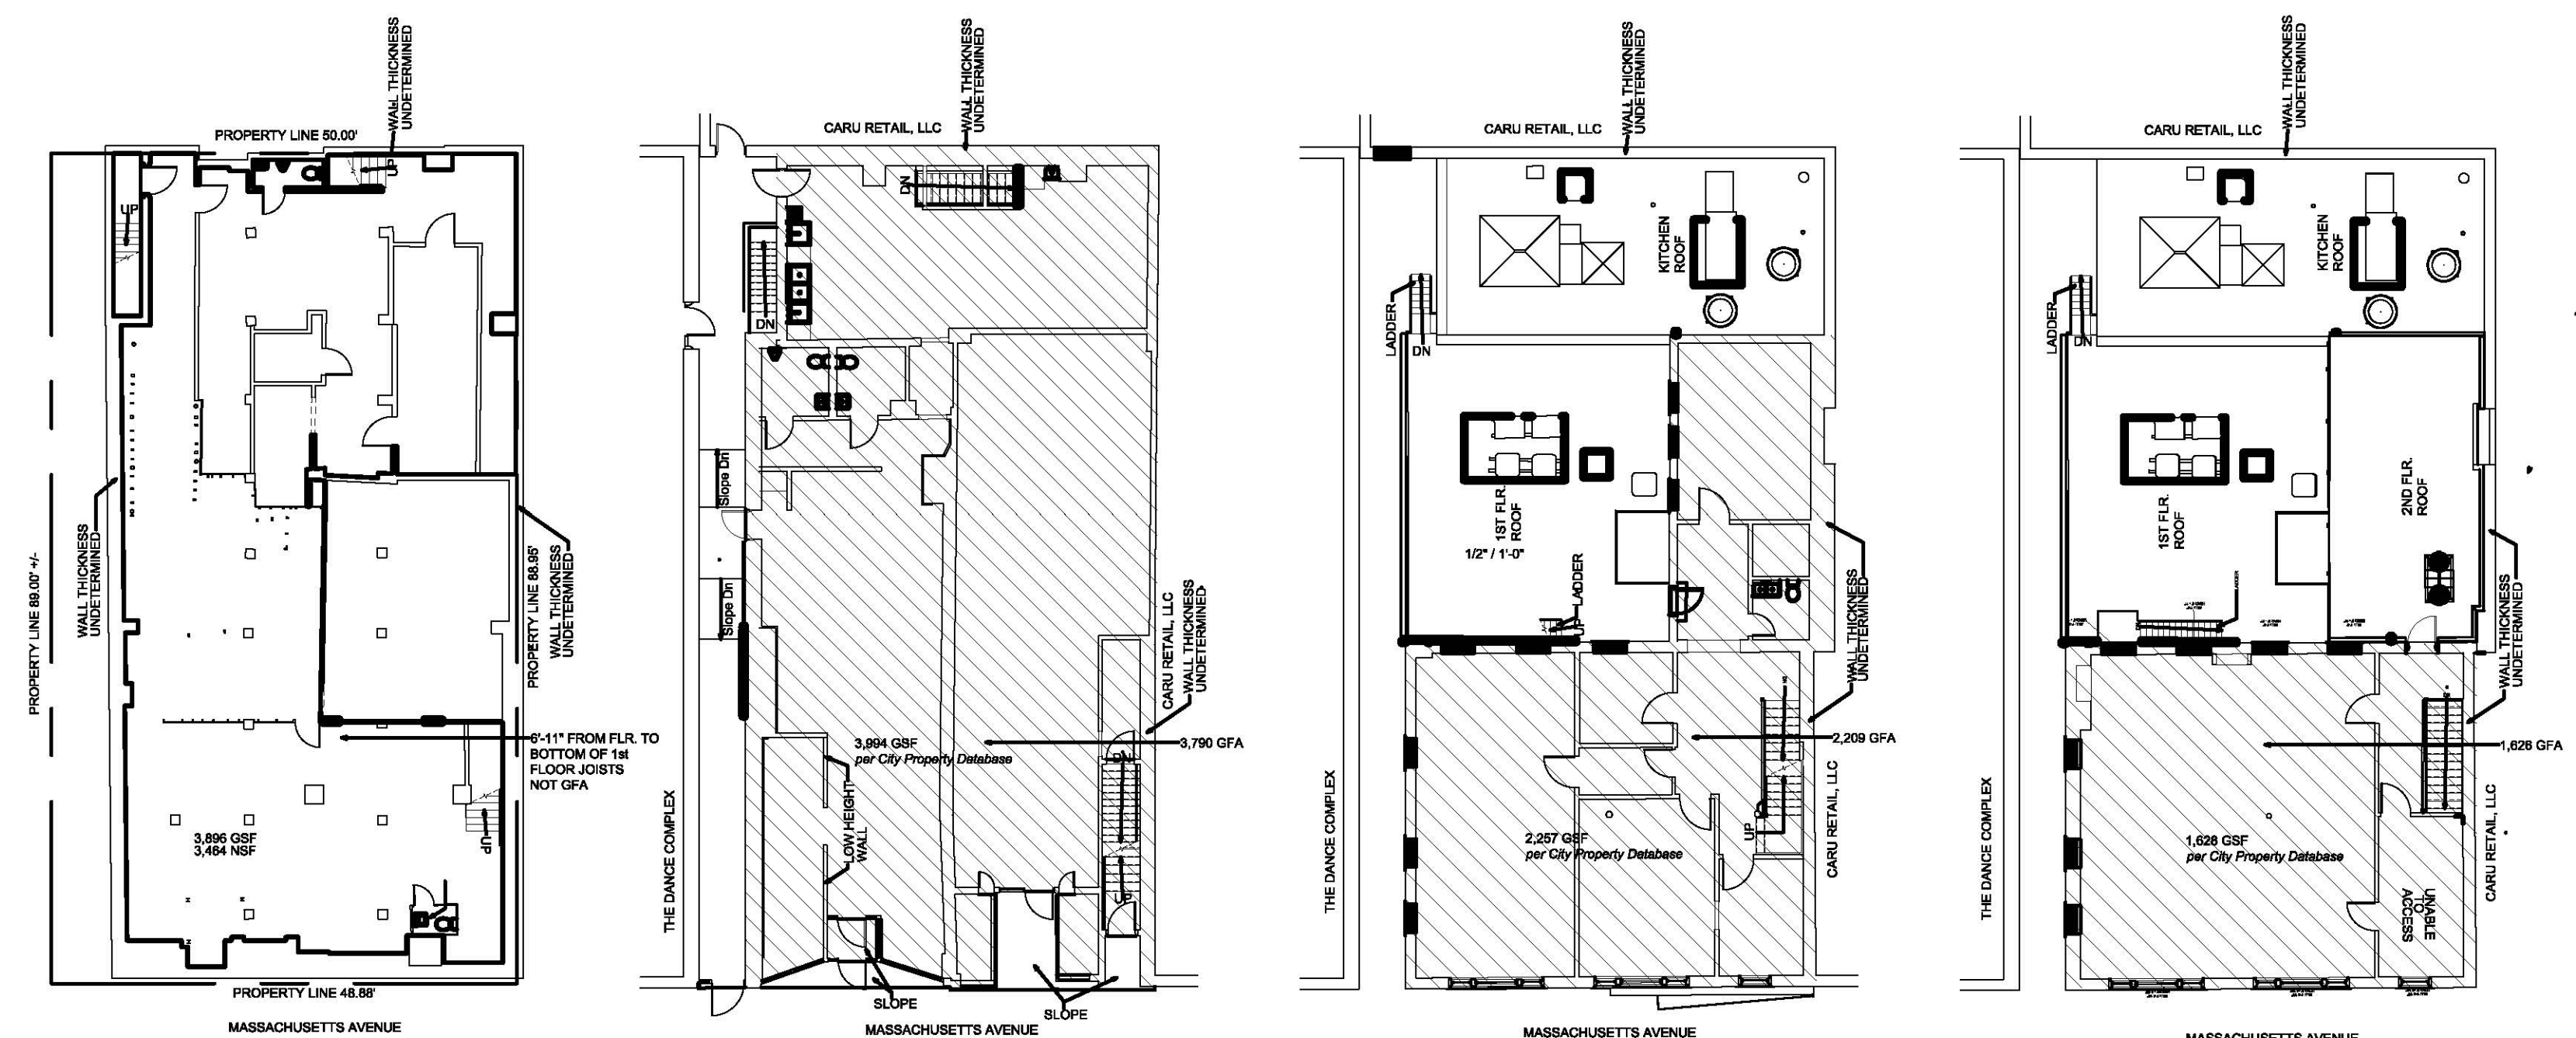 WALL THICKNESS
UNDETERMINED
PROPERTY LINE 50.00'
UP
UP
WALL THICKNESS
UNDETERMINED
PROPERTY LINE 89.00' +/-
PROPERTY LINE 88.95'
WALL THICKNESS
UNDETERMINED
6'-11" FROM FLR. TO
BOTTOM OF 1st
FLOOR JOISTS
NOT GFA
3,896 GSF
3,464 NSF
UP
PROPERTY LINE 48.88'
MASSACHUSETTS AVENUE
WALL THICKNESS
UNDETERMINED
CARU RETAIL, LLC
DN
DN
Slope Dn
Slope Dn
CARU RETAIL, LLC
WALL THICKNESS
UNDETERMINED
3,994 GSF
per City Property Database
3,790 GFA
DN
LOW HEIGHT
WALL
THE DANCE COMPLEX
UP
SLOPE
SLOPE
MASSACHUSETTS AVENUE
WALL THICKNESS
UNDETERMINED
CARU RETAIL, LLC
KITCHEN
ROOF
LADDER
DN
1ST FLR.
ROOF
1/2" / 1'-0"
LADDER
UP
WALL THICKNESS
UNDETERMINED
2,209 GFA
THE DANCE COMPLEX
CARU RETAIL, LLC
UP
2,257 GSF
per City Property Database
MASSACHUSETTS AVENUE
WALL THICKNESS
UNDETERMINED
CARU RETAIL, LLC
KITCHEN
ROOF
LADDER
DN
1ST FLR.
ROOF
2ND FLR.
ROOF
LADDER
WALL THICKNESS
UNDETERMINED
1,626 GFA
THE DANCE COMPLEX
CARU RETAIL, LLC
1,628 GSF
per City Property Database
UNABLE
TO
ACCESS
MASSACHUSETTS AVENUE